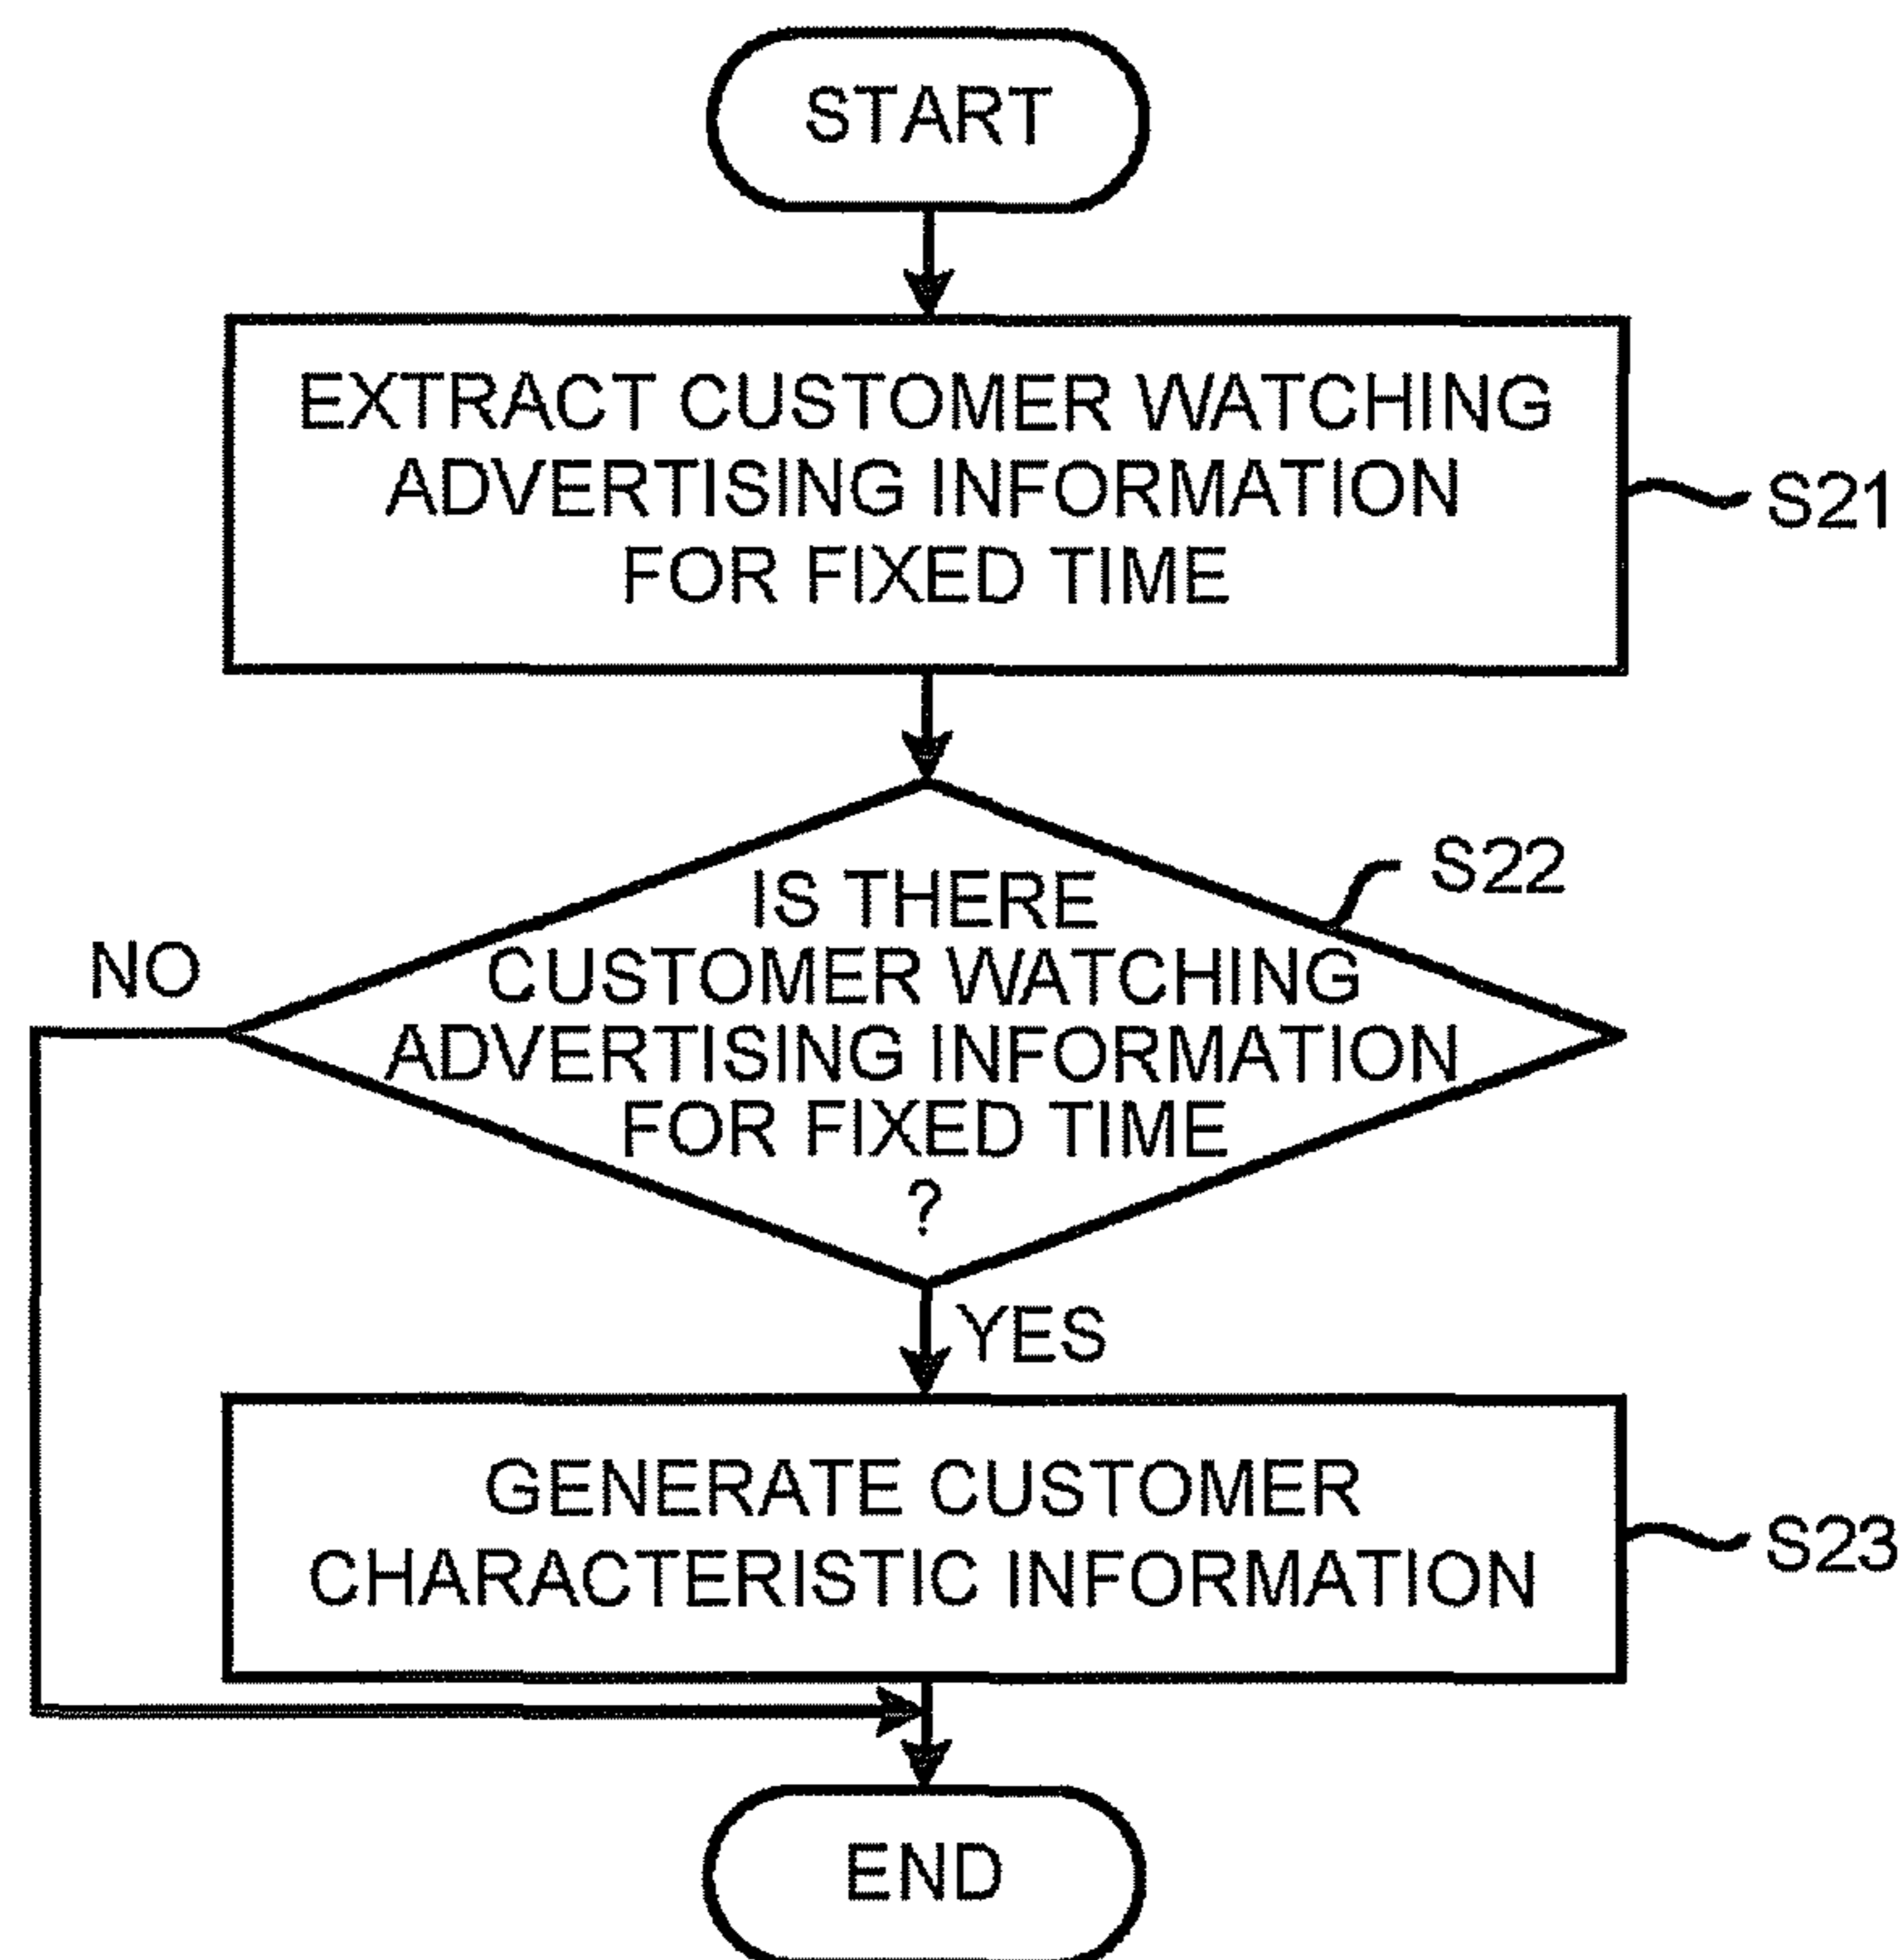 START
EXTRACT CUSTOMER WATCHING
ADVERTISING INFORMATION
FOR FIXED TIME
S21
S22
IS THERE
CUSTOMER WATCHING
ADVERTISING INFORMATION
FOR FIXED TIME
?
NO
YES
GENERATE CUSTOMER
CHARACTERISTIC INFORMATION
S23
END